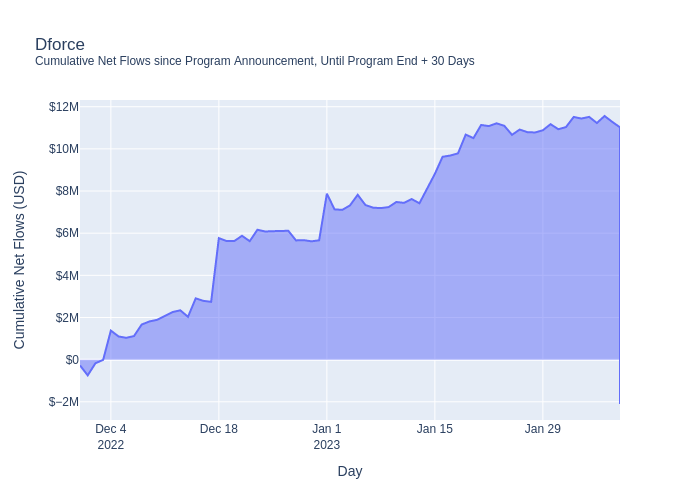 Dforce
Cumulative Net Flows since Program Announcement, Until Program End + 30 Days
Cumulative Net Flows (USD)
$12M
$10M
$8M
$6M
$4M
$2M
$0
$−2M
Dec 4
2022
Dec 18
Jan 1
2023
Jan 15
Jan 29
Day